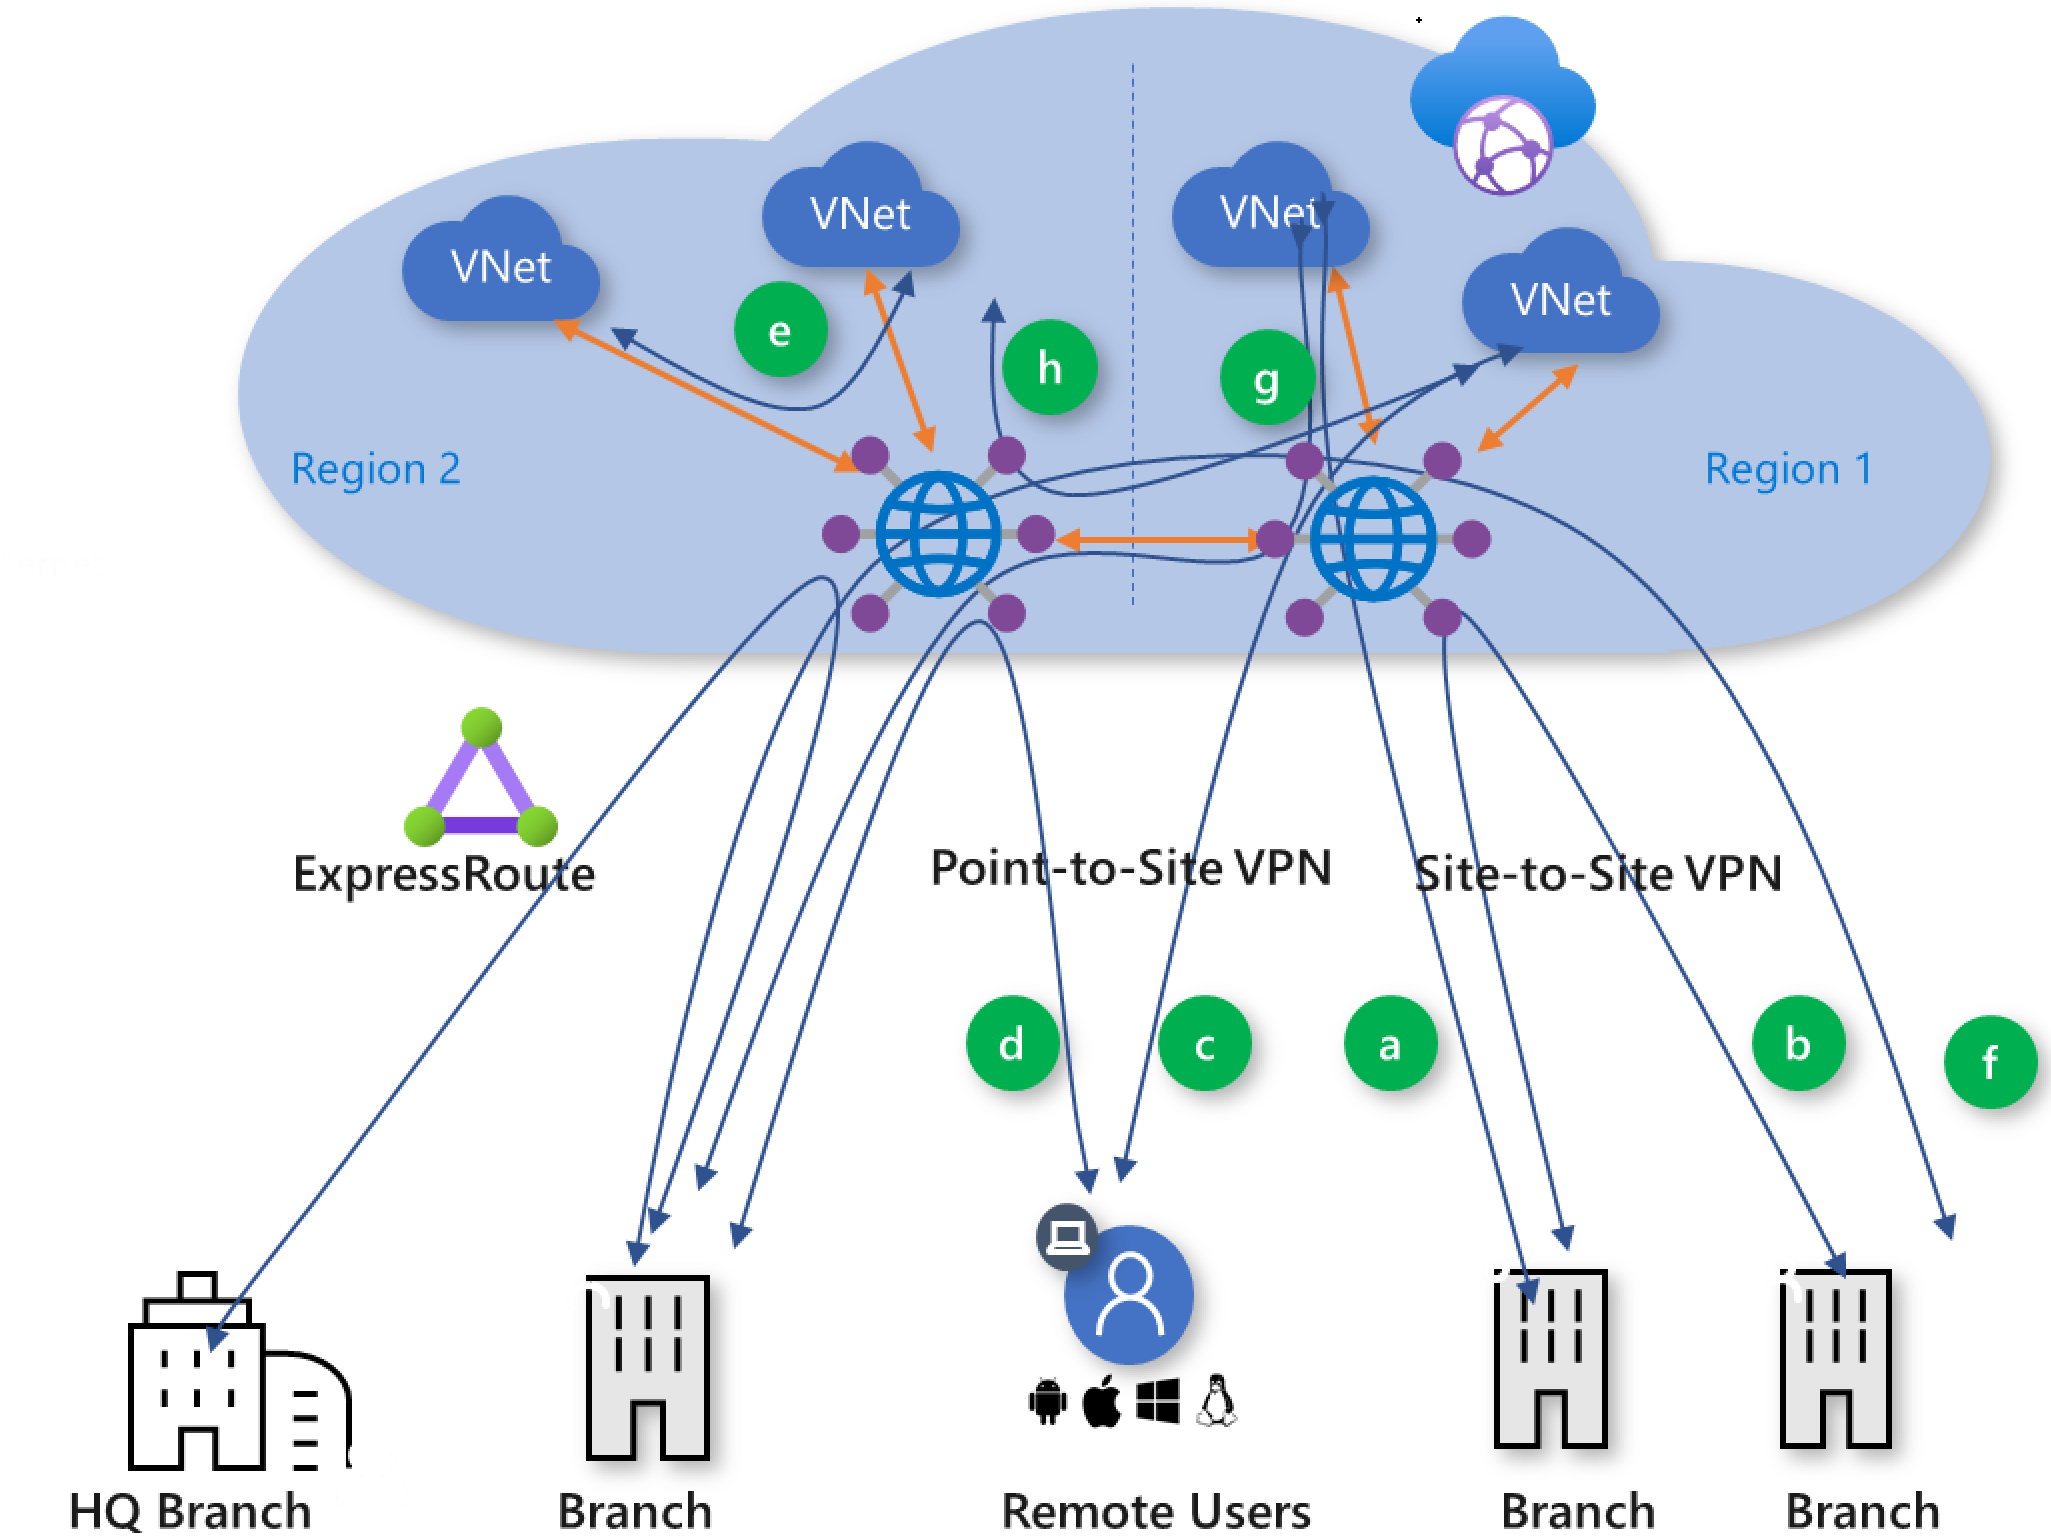 VNet
VNet
VNet
VNet
e
h
g
Region 2
Region 1
ExpressRoute
Point-to-Site VPN
Site-to-Site VPN
d
c
a
b
f
HQ Branch
Branch
Remote Users
Branch
Branch